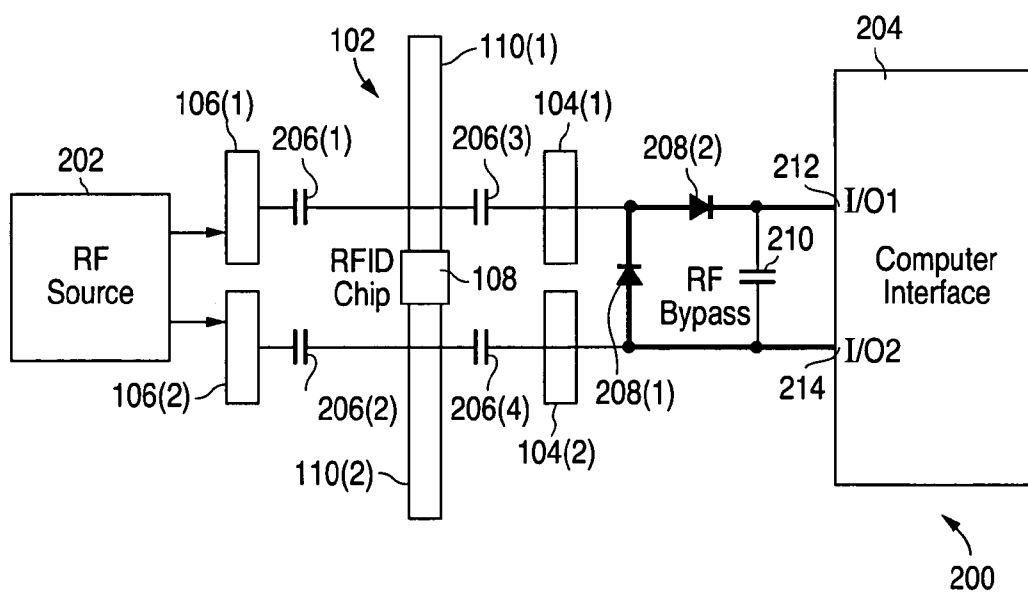 102
110(1)
204
106(1)
206(1)
206(3)
104(1)
208(2)
202
212
I/O1
RF
Source
RFID
Chip
108
210
RF
Bypass
Computer
Interface
I/O2
106(2)
206(2)
206(4)
208(1)
214
104(2)
110(2)
200